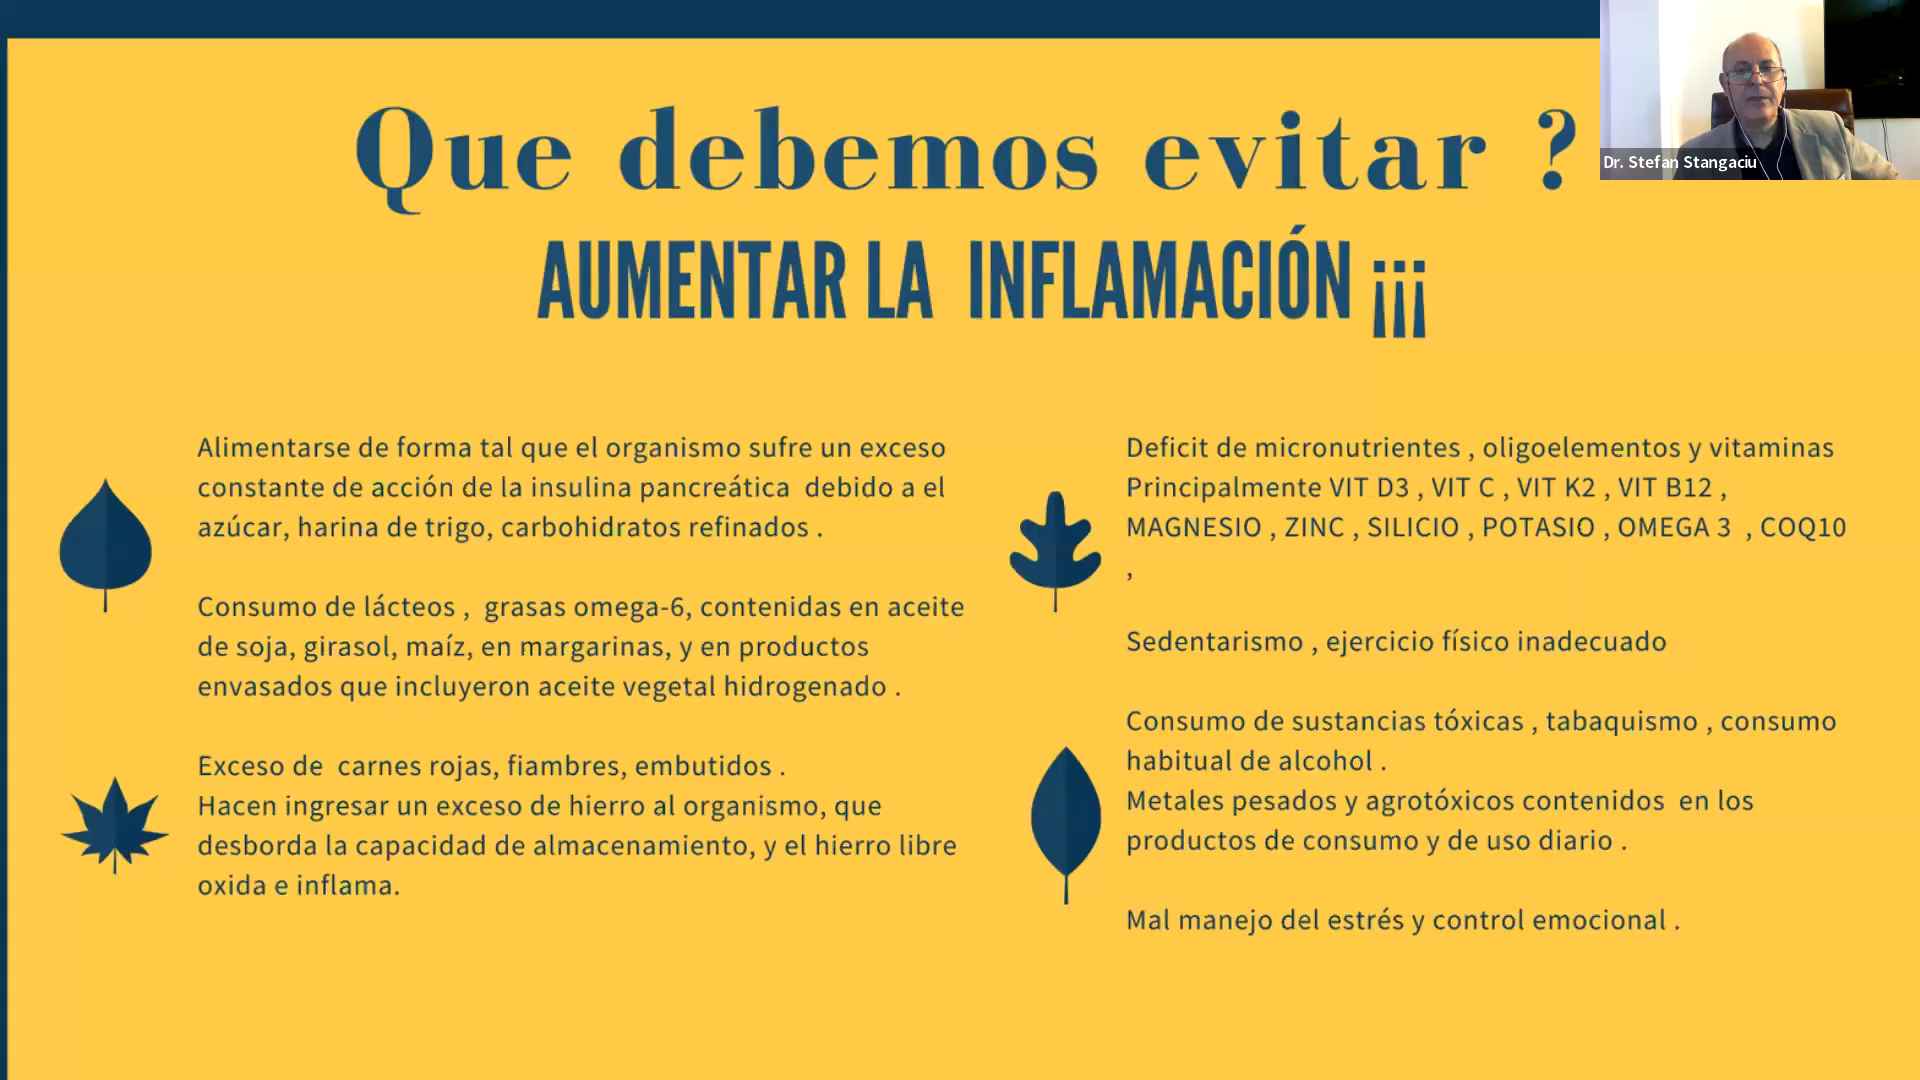 Que debemos evitar ?
AUMENTAR LA INFLAMACIÓN ¡¡¡
Dr. Stefan Stangaciu
Alimentarse de forma tal que el organismo sufre un exceso
constante de acción de la insulina pancreática debido a el
azúcar, harina de trigo, carbohidratos refinados .
Consumo de lácteos , grasas omega-6, contenidas en aceite
de soja, girasol, maíz, en margarinas, y en productos
envasados que incluyeron aceite vegetal hidrogenado .
Exceso de carnes rojas, fiambres, embutidos .
Hacen ingresar un exceso de hierro al organismo, que
desborda la capacidad de almacenamiento, y el hierro libre
oxida e inflama.
Deficit de micronutrientes , oligoelementos y vitaminas
Principalmente VIT D3 , VIT C , VIT K2 , VIT B12 ,
MAGNESIO , ZINC , SILICIO , POTASIO , OMEGA 3 , COQ10
,
Sedentarismo , ejercicio físico inadecuado
Consumo de sustancias tóxicas , tabaquismo , consumo
habitual de alcohol .
Metales pesados y agrotóxicos contenidos en los
productos de consumo y de uso diario .
Mal manejo del estrés y control emocional .